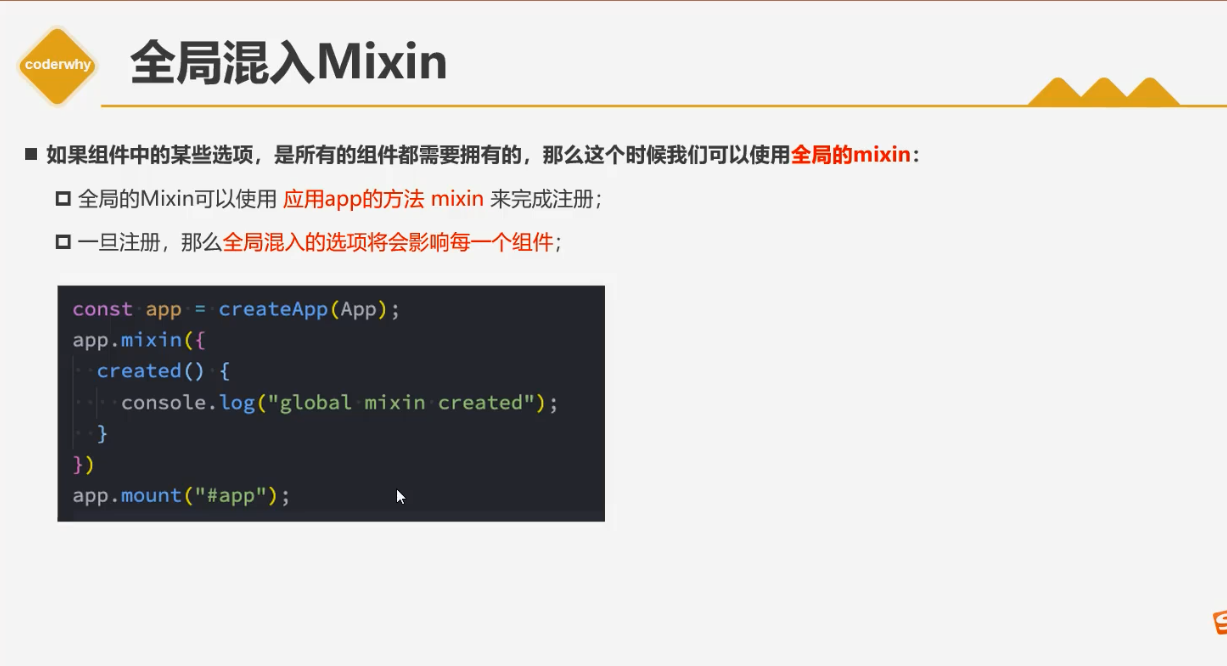 coderwhy
全局混入Mixin
如果组件中的某些选项，是所有的组件都需要拥有的，那么这个时候我们可以使用全局的mixin：
全局的Mixin可以使用 应用app的方法 mixin 来完成注册；
一旦注册，那么全局混入的选项将会影响每一个组件；
const app = createApp(App);
app.mixin({
  created() {
    console.log("global mixin created");
  }
})
app.mount("#app");